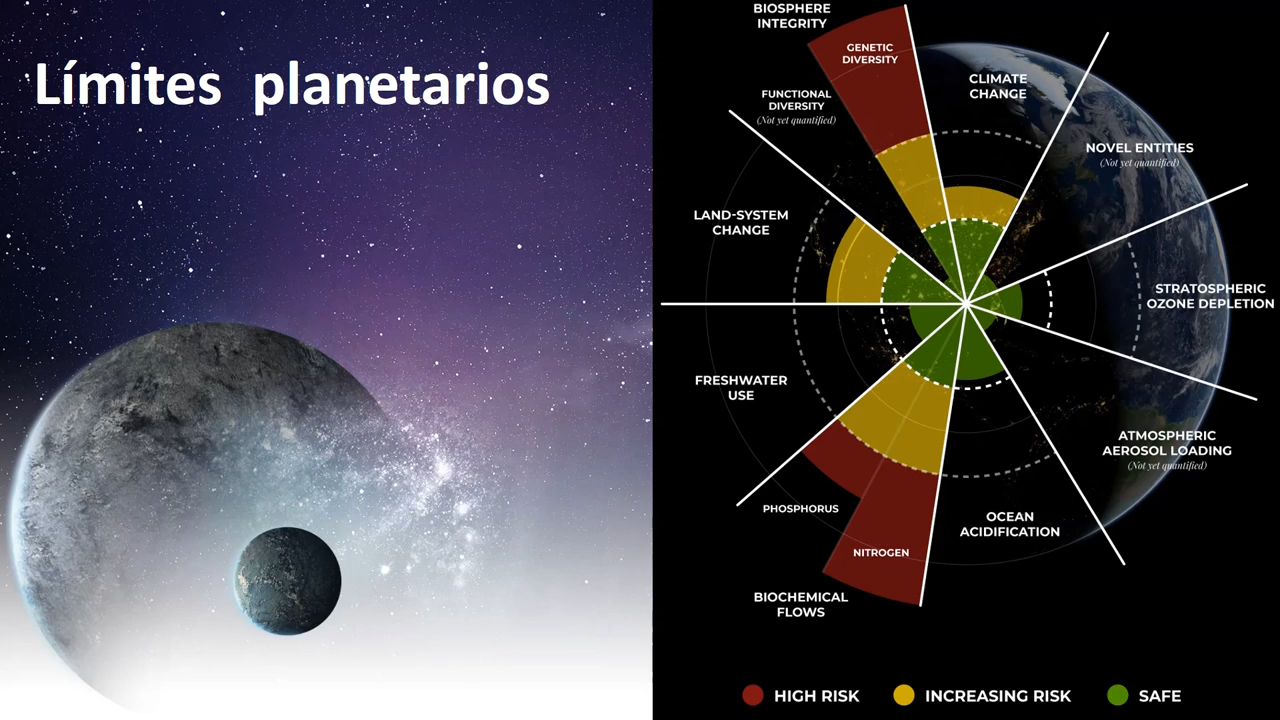 Límites planetarios
BIOSPHERE
INTEGRITY
GENETIC
DIVERSITY
FUNCTIONAL
DIVERSITY
(Not yet quantified)
CLIMATE
CHANGE
NOVEL ENTITIES
(Not yet quantified)
LAND-SYSTEM
CHANGE
STRATOSPHERIC
OZONE DEPLETION
FRESHWATER
USE
ATMOSPHERIC
AEROSOL LOADING
(Not yet quantified)
PHOSPHORUS
NITROGEN
OCEAN
ACIDIFICATION
BIOCHEMICAL
FLOWS
HIGH RISK
INCREASING RISK
SAFE